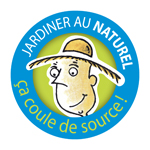 JARDINER AU NATUREL
ça coule de source !